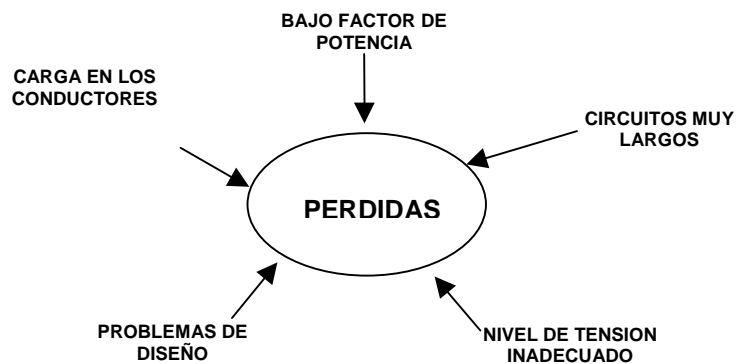 BAJO FACTOR DE
POTENCIA
CARGA EN LOS
CONDUCTORES
CIRCUITOS MUY
LARGOS
PERDIDAS
PROBLEMAS DE
DISEÑO
NIVEL DE TENSION
INADECUADO